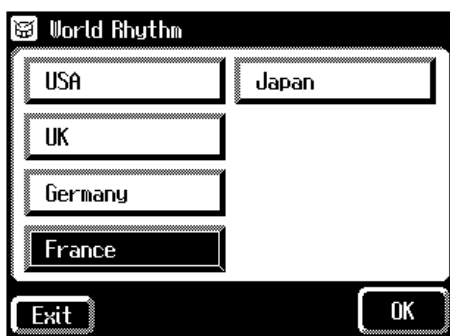 World Rhythm
USA
Japan
UK
Germany
France
Exit
OK